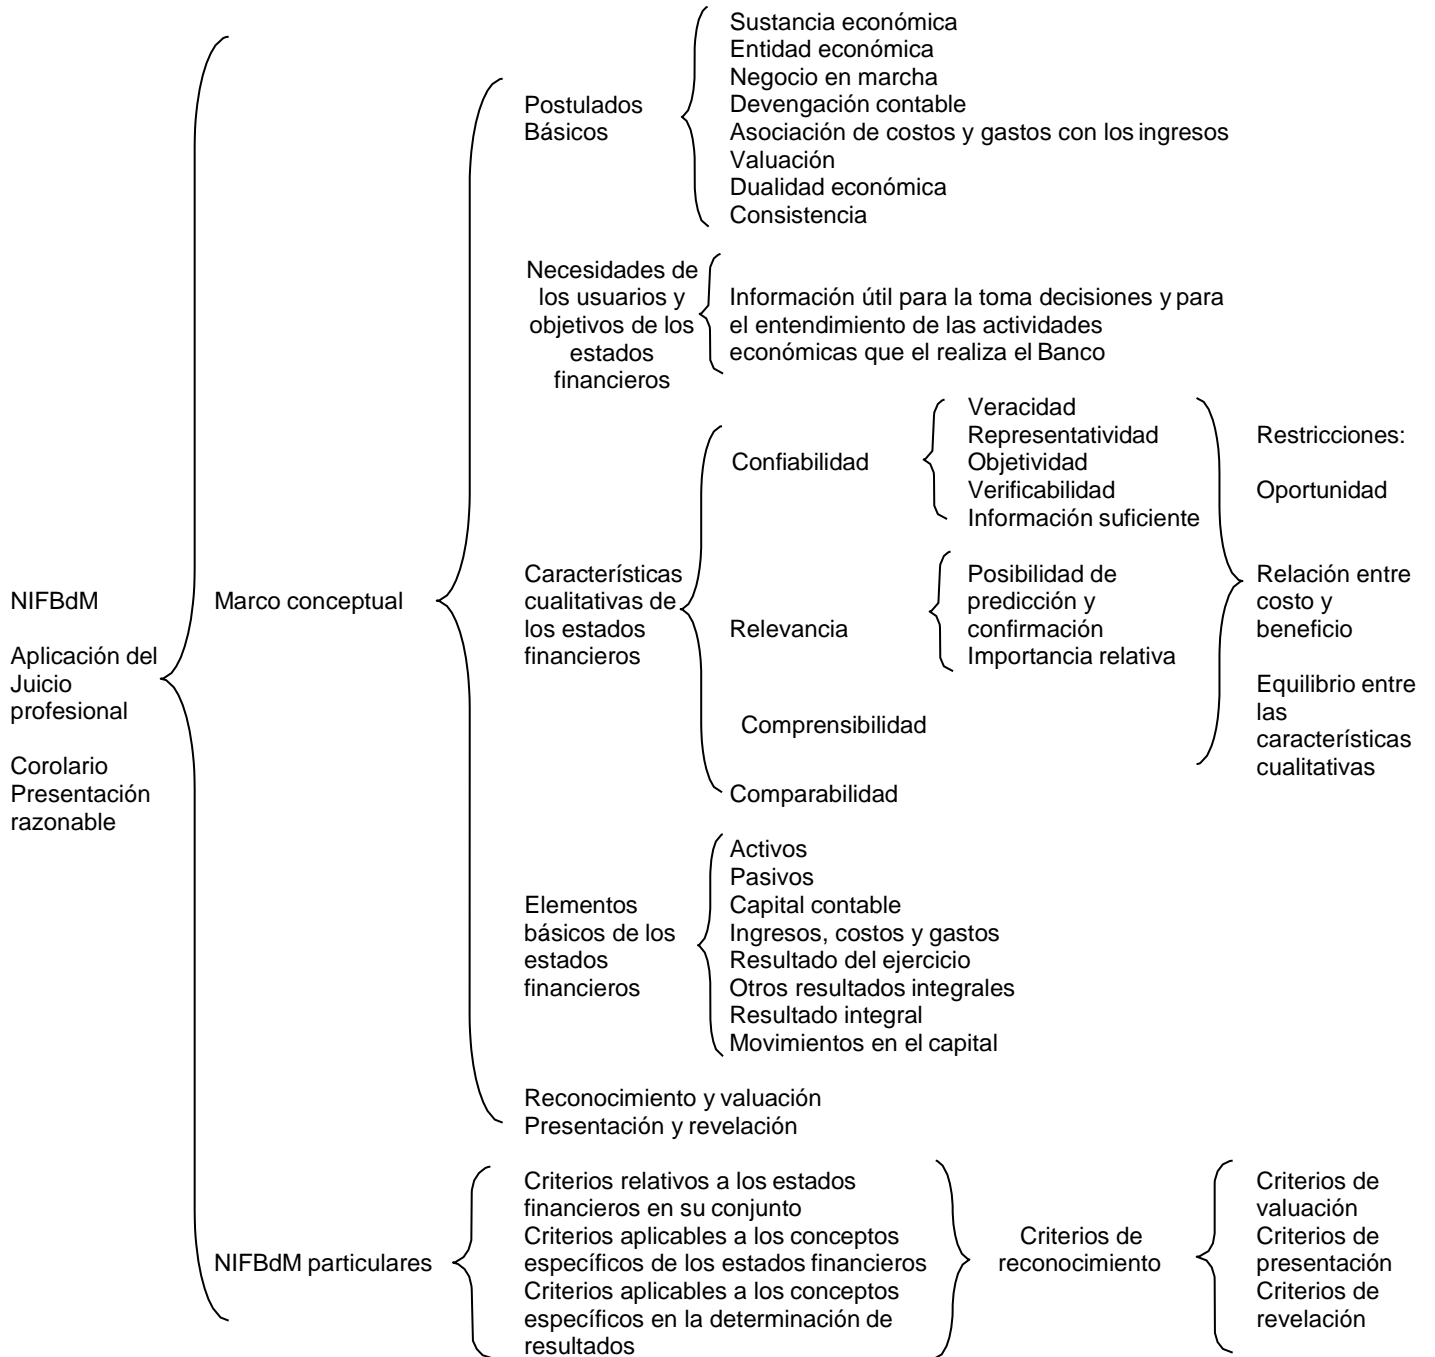 NIFBdM
Aplicación del
Juicio
profesional
Corolario
Presentación
razonable
Marco conceptual
Postulados
Básicos
Sustancia económica
Entidad económica
Negocio en marcha
Devengación contable
Asociación de costos y gastos con los ingresos
Valuación
Dualidad económica
Consistencia
Necesidades de
los usuarios y
objetivos de los
estados
financieros
Información útil para la toma decisiones y para
el entendimiento de las actividades
económicas que el realiza el Banco
Características
cualitativas de
los estados
financieros
Confiabilidad
Veracidad
Representatividad
Objetividad
Verificabilidad
Información suficiente
Relevancia
Posibilidad de
predicción y
confirmación
Importancia relativa
Comprensibilidad
Comparabilidad
Restricciones:
Oportunidad
Relación entre
costo y
beneficio
Equilibrio entre
las
características
cualitativas
Elementos
básicos de los
estados
financieros
Activos
Pasivos
Capital contable
Ingresos, costos y gastos
Resultado del ejercicio
Otros resultados integrales
Resultado integral
Movimientos en el capital
Reconocimiento y valuación
Presentación y revelación
NIFBdM particulares
Criterios relativos a los estados
financieros en su conjunto
Criterios aplicables a los conceptos
específicos de los estados financieros
Criterios aplicables a los conceptos
específicos en la determinación de
resultados
Criterios de
reconocimiento
Criterios de
valuación
Criterios de
presentación
Criterios de
revelación